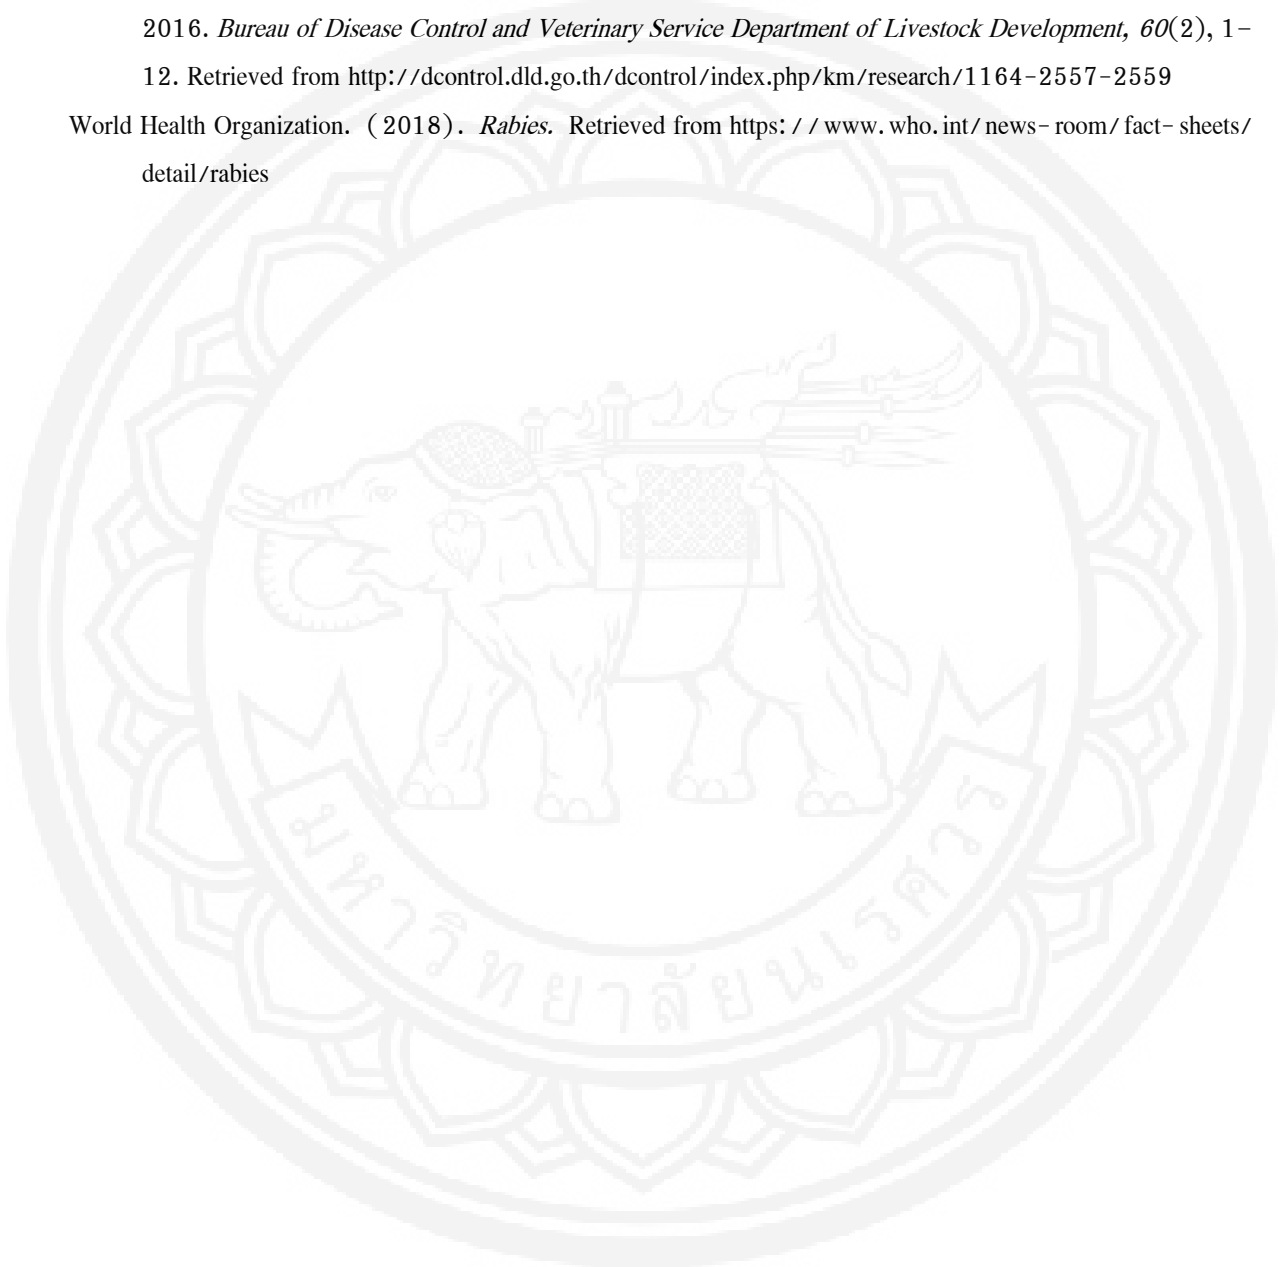 2016. Bureau of Disease Control and Veterinary Service Department of Livestock Development, 60(2), 1-
12. Retrieved from http://dcontrol.dld.go.th/dcontrol/index.php/km/research/1164-2557-2559
World Health Organization. (2018). Rabies. Retrieved from https://www.who.int/news-room/fact-sheets/
detail/rabies
มหาวิทยาลัยนเรศวร